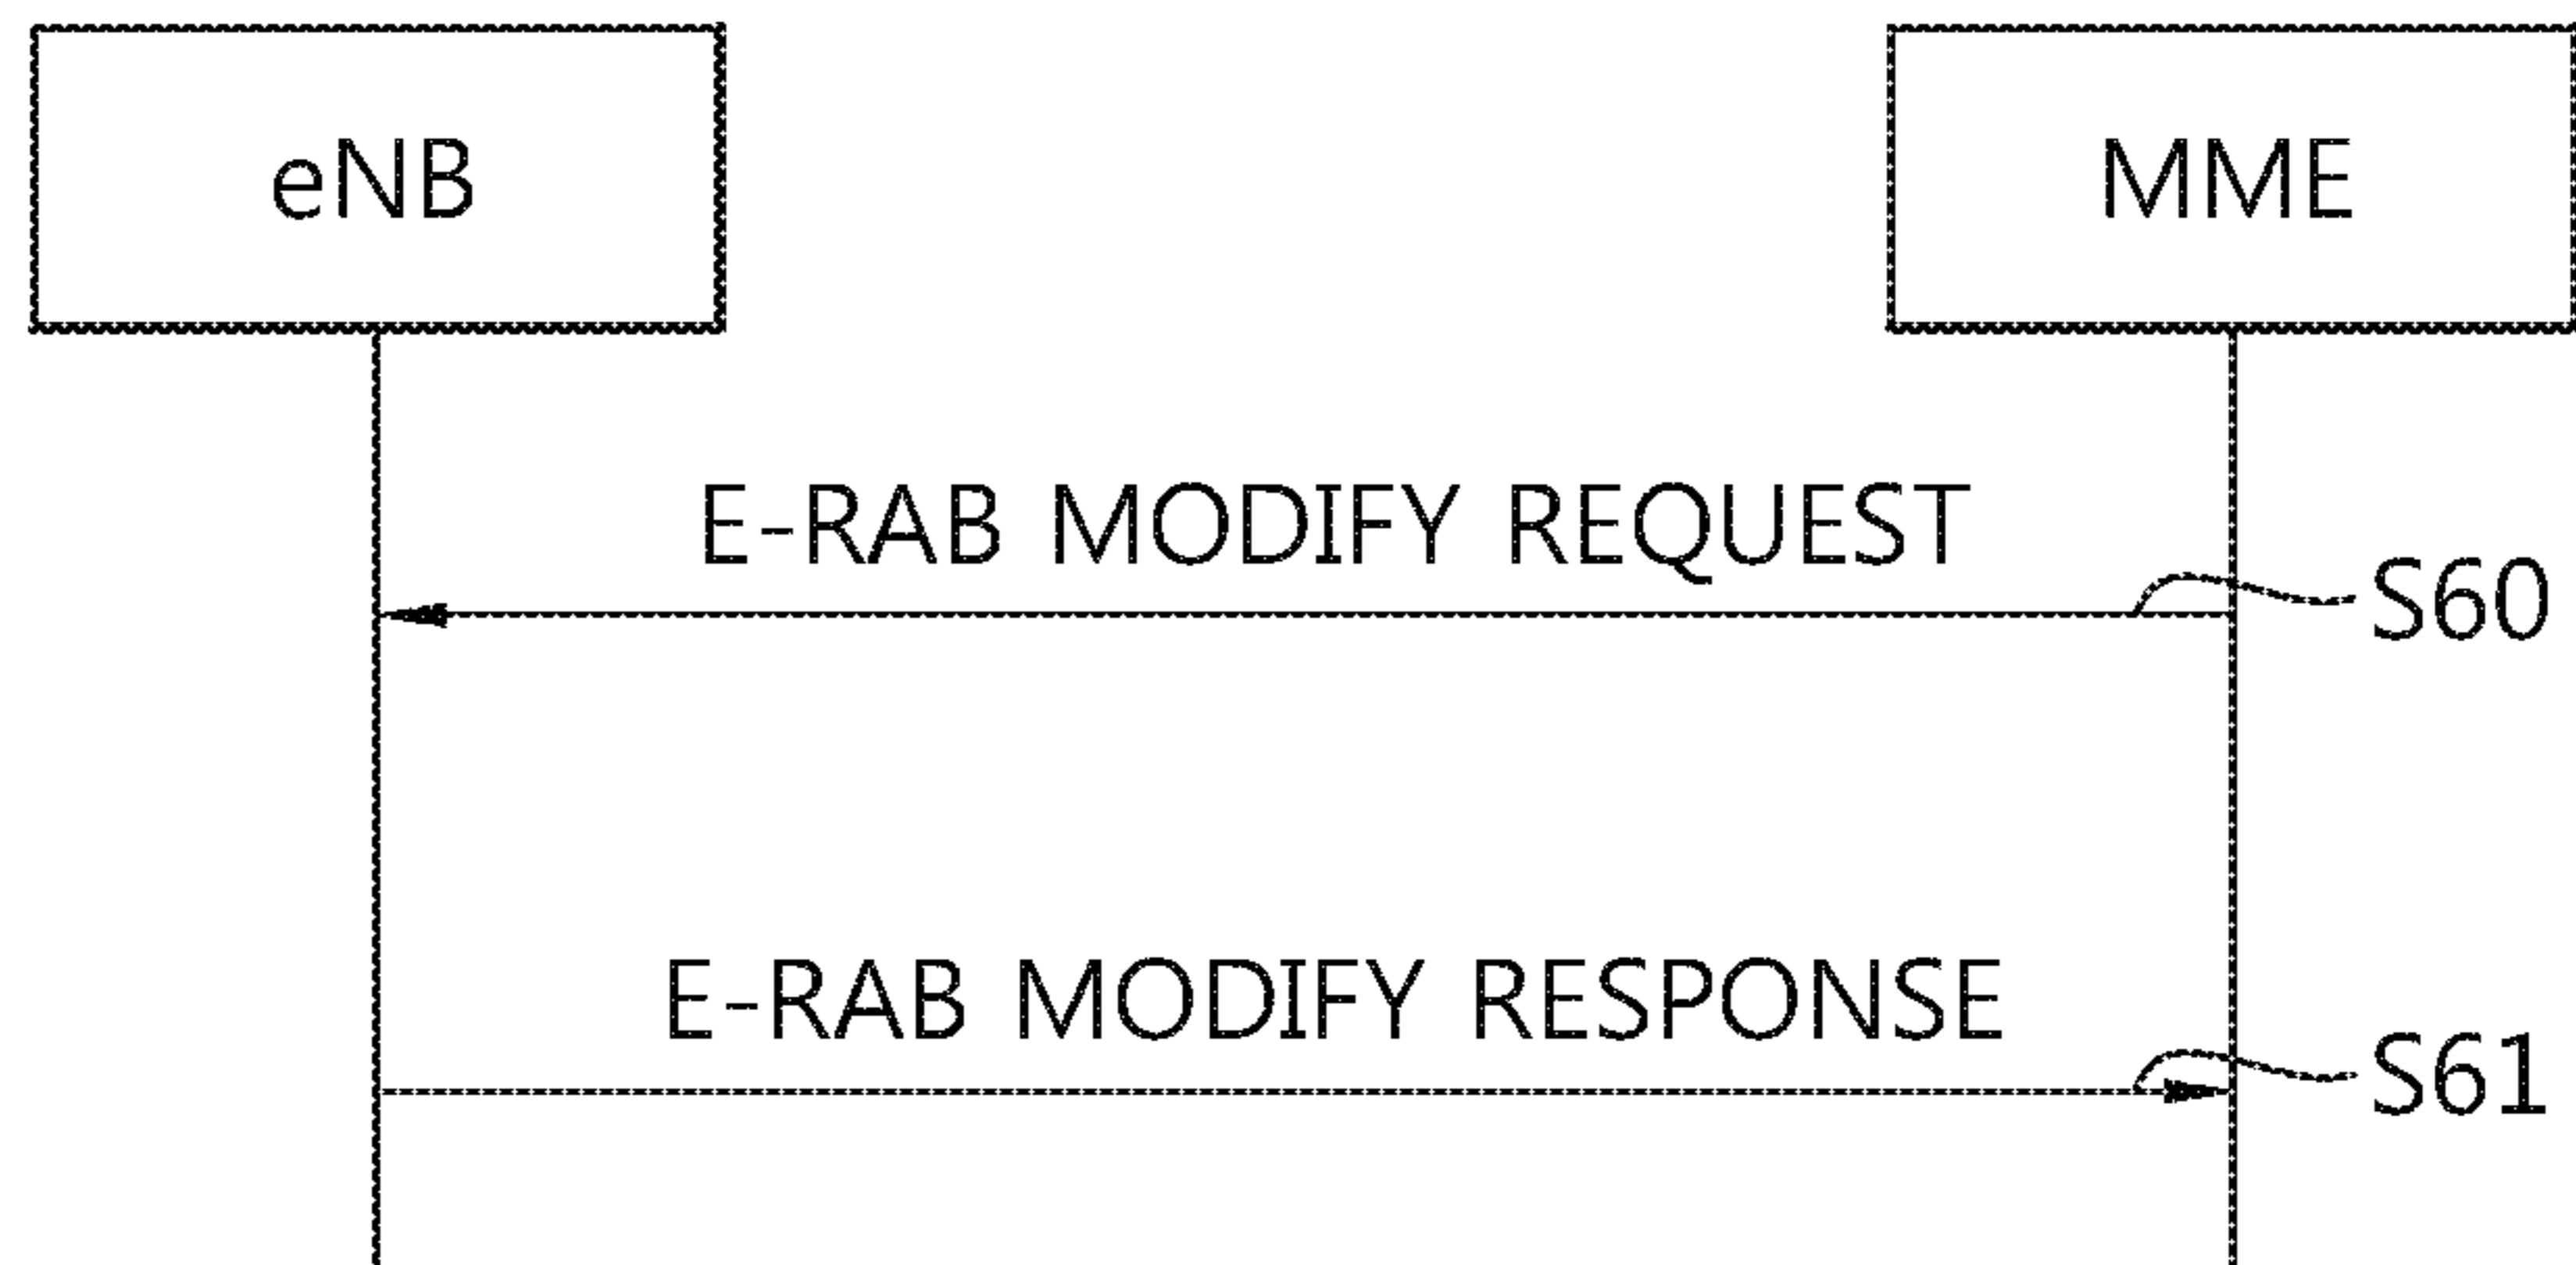 eNB
MME
E-RAB MODIFY REQUEST
S60
E-RAB MODIFY RESPONSE
S61